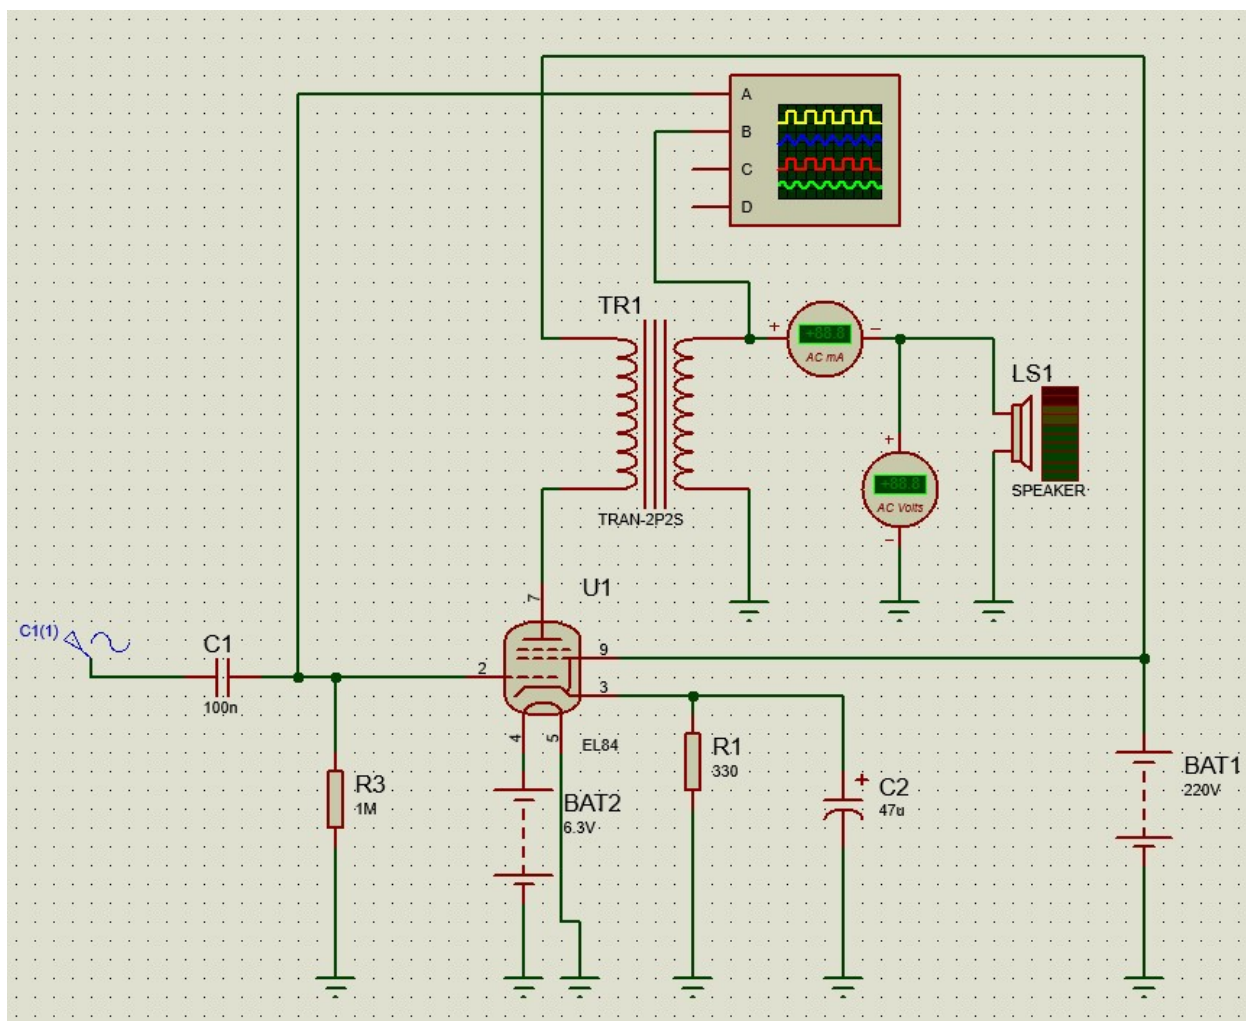 A
B
C
D
TR1
+
+88.8
−
AC mA
LS1
+
+88.8
AC Volts
−
SPEAKER
TRAN-2P2S
U1
7
C1(1)
C1
100n
2
9
3
4
5
EL84
R3
1M
BAT2
6.3V
R1
330
+
C2
47u
BAT1
220V